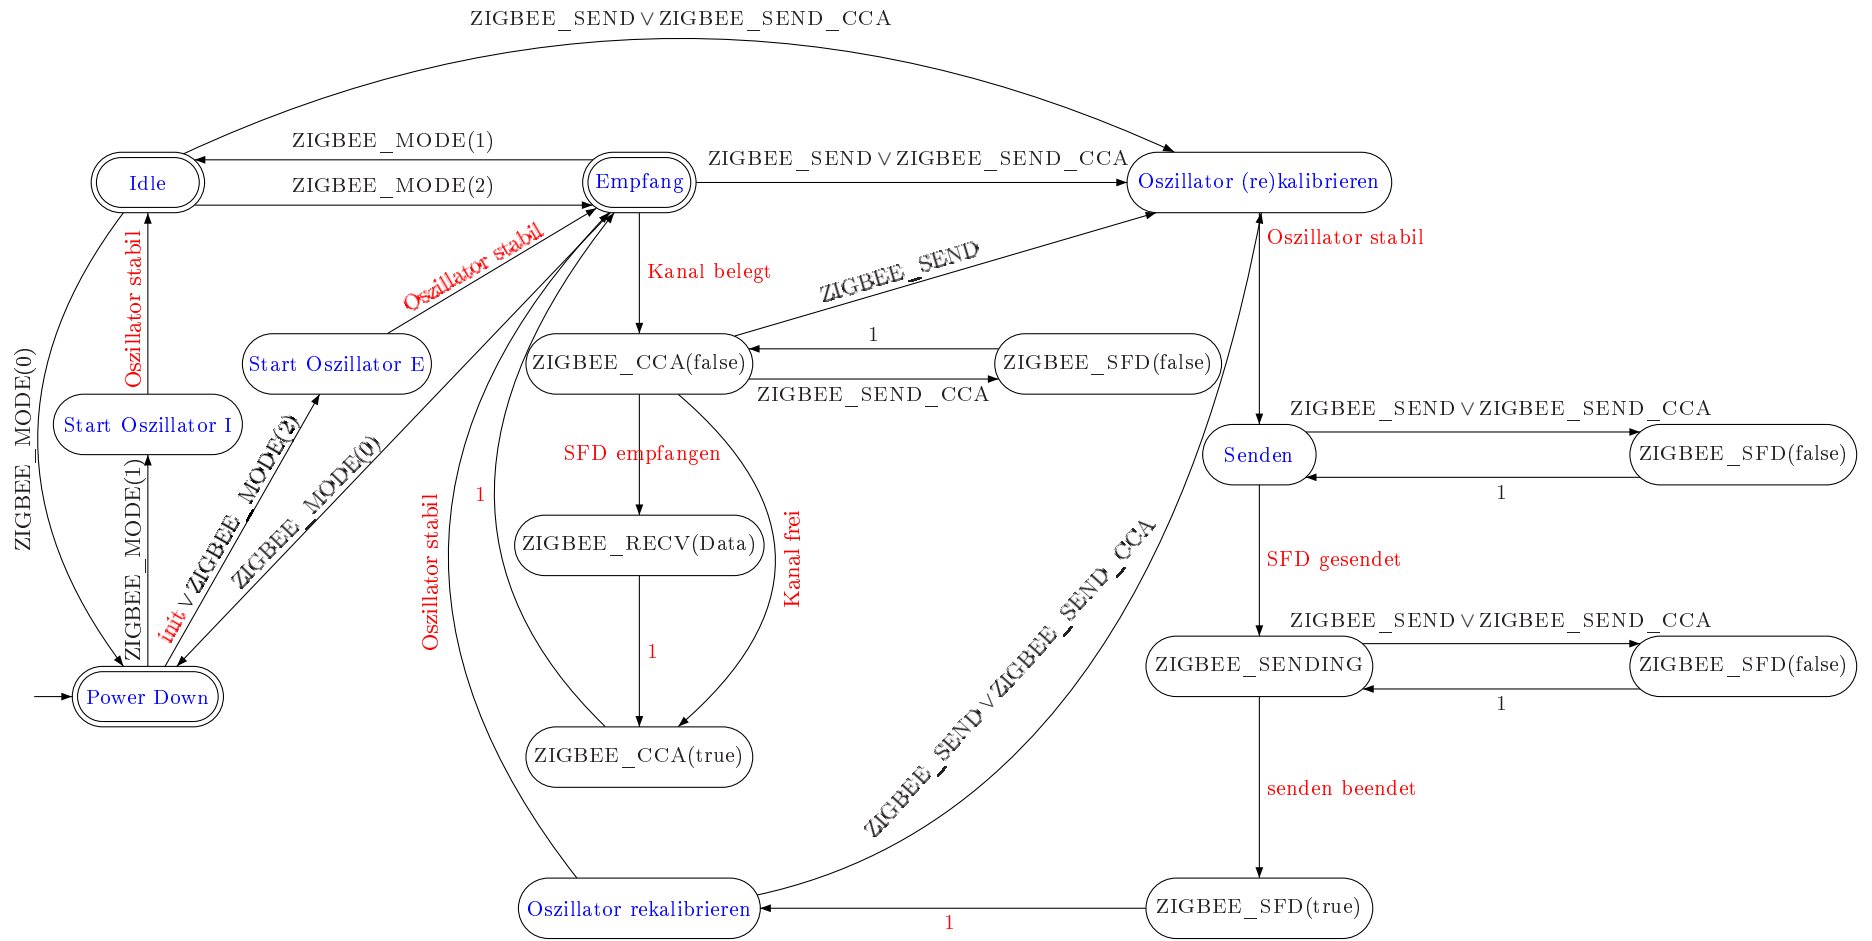 ZIGBEE_SEND ∨ ZIGBEE_SEND_CCA
ZIGBEE_MODE(1)
ZIGBEE_SEND ∨ ZIGBEE_SEND_CCA
Idle
Empfang
Oszillator (re)kalibrieren
ZIGBEE_MODE(2)
Oszillator stabil
Oszillator stabil
Oszillator stabil
Kanal belegt
ZIGBEE_SEND
1
Start Oszillator E
ZIGBEE_CCA(false)
ZIGBEE_SFD(false)
ZIGBEE_SEND_CCA
ZIGBEE_MODE(0)
Start Oszillator I
ZIGBEE_SEND ∨ ZIGBEE_SEND_CCA
SFD empfangen
Senden
ZIGBEE_SFD(false)
1
1
ZIGBEE_MODE(1)
init ∨ ZIGBEE_MODE(2)
ZIGBEE_MODE(0)
Oszillator stabil
ZIGBEE_RECV(Data)
Kanal frei
SFD gesendet
ZIGBEE_SEND ∨ ZIGBEE_SEND_CCA
1
ZIGBEE_SENDING
ZIGBEE_SFD(false)
1
Power Down
ZIGBEE_SEND ∨ ZIGBEE_SEND_CCA
ZIGBEE_CCA(true)
senden beendet
Oszillator rekalibrieren
1
ZIGBEE_SFD(true)